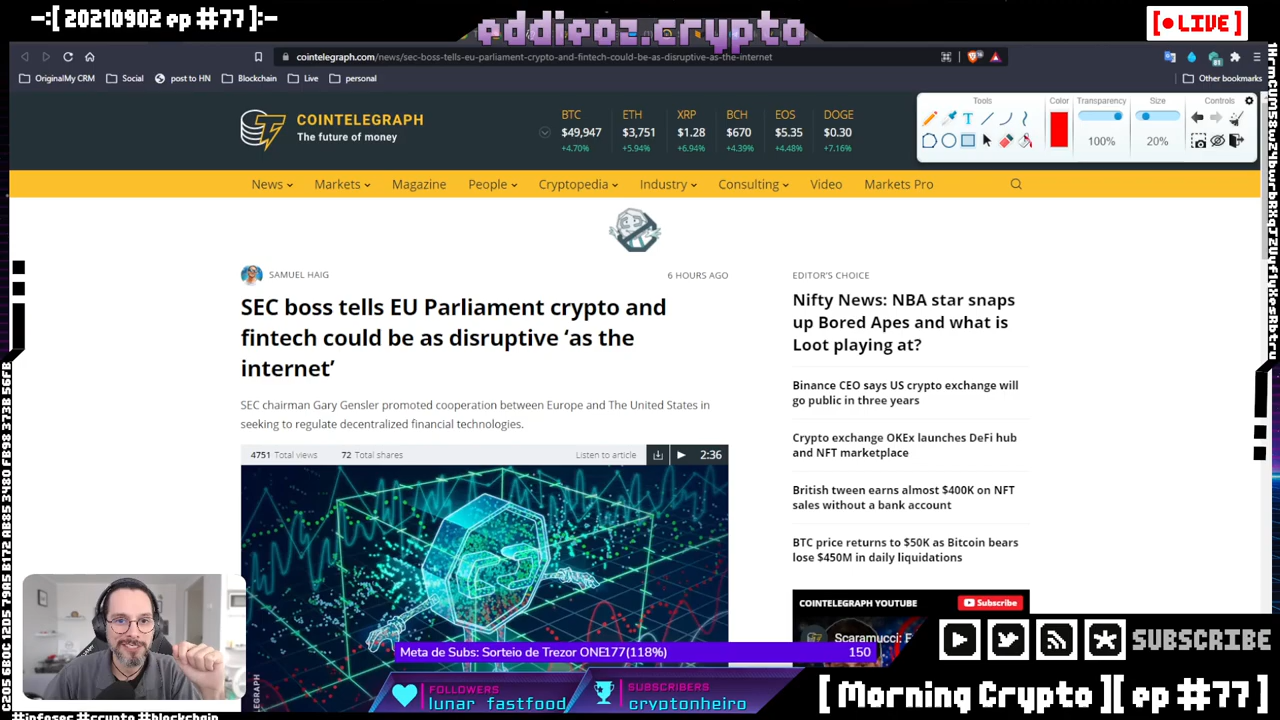 -:[ 20210902 ep #77 ]:-
eddieoz.crypto
[ ● LIVE ]
cointelegraph.com/news/sec-boss-tells-eu-parliament-crypto-and-fintech-could-be-as-disruptive-as-the-internet
OriginalMy CRM
Social
post to HN
Blockchain
Live
personal
Other bookmarks
COINTELEGRAPH
The future of money
BTC ETH XRP BCH EOS DOGE
$49,947 $3,751 $1.28 $670 $5.35 $0.30
+4.70% +5.94% +6.94% +4.39% +4.48% +7.16%
Tools Color Transparency Size Controls
100% 20%
News Markets Magazine People Cryptopedia Industry Consulting Video Markets Pro
SAMUEL HAIG
6 HOURS AGO
SEC boss tells EU Parliament crypto and
fintech could be as disruptive ‘as the
internet’
SEC chairman Gary Gensler promoted cooperation between Europe and The United States in
seeking to regulate decentralized financial technologies.
4751 Total views 72 Total shares Listen to article 2:36
EDITOR'S CHOICE
Nifty News: NBA star snaps
up Bored Apes and what is
Loot playing at?
Binance CEO says US crypto exchange will
go public in three years
Crypto exchange OKEx launches DeFi hub
and NFT marketplace
British tween earns almost $400K on NFT
sales without a bank account
BTC price returns to $50K as Bitcoin bears
lose $450M in daily liquidations
COINTELEGRAPH YOUTUBE
Subscribe
Scaramucci: F
Meta de Subs: Sorteio de Trezor ONE177(118%) 150
FOLLOWERS
lunar_fastfood
SUBSCRIBERS
cryptonheiro
SUBSCRIBE
[ Morning Crypto ][ ep #77 ]
#infosec #crypto #blockchain